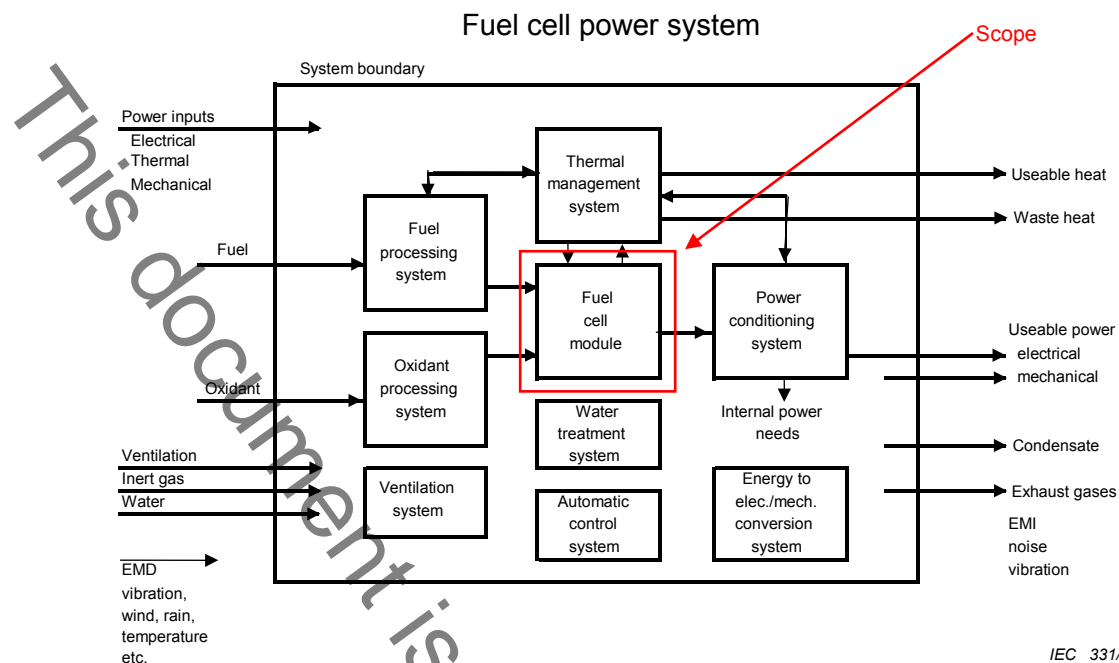 Fuel cell power system
Scope
System boundary
Power inputs
Electrical
Thermal
Mechanical
Fuel
Oxidant
Ventilation
Inert gas
Water
EMD
vibration,
wind, rain,
temperature
etc.
Fuel
processing
system
Oxidant
processing
system
Ventilation
system
Thermal
management
system
Fuel
cell
module
Water
treatment
system
Automatic
control
system
Power
conditioning
system
Internal power
needs
Energy to
elec./mech.
conversion
system
Useable heat
Waste heat
Useable power
electrical
mechanical
Condensate
Exhaust gases
EMI
noise
vibration
This document is
IEC 331/